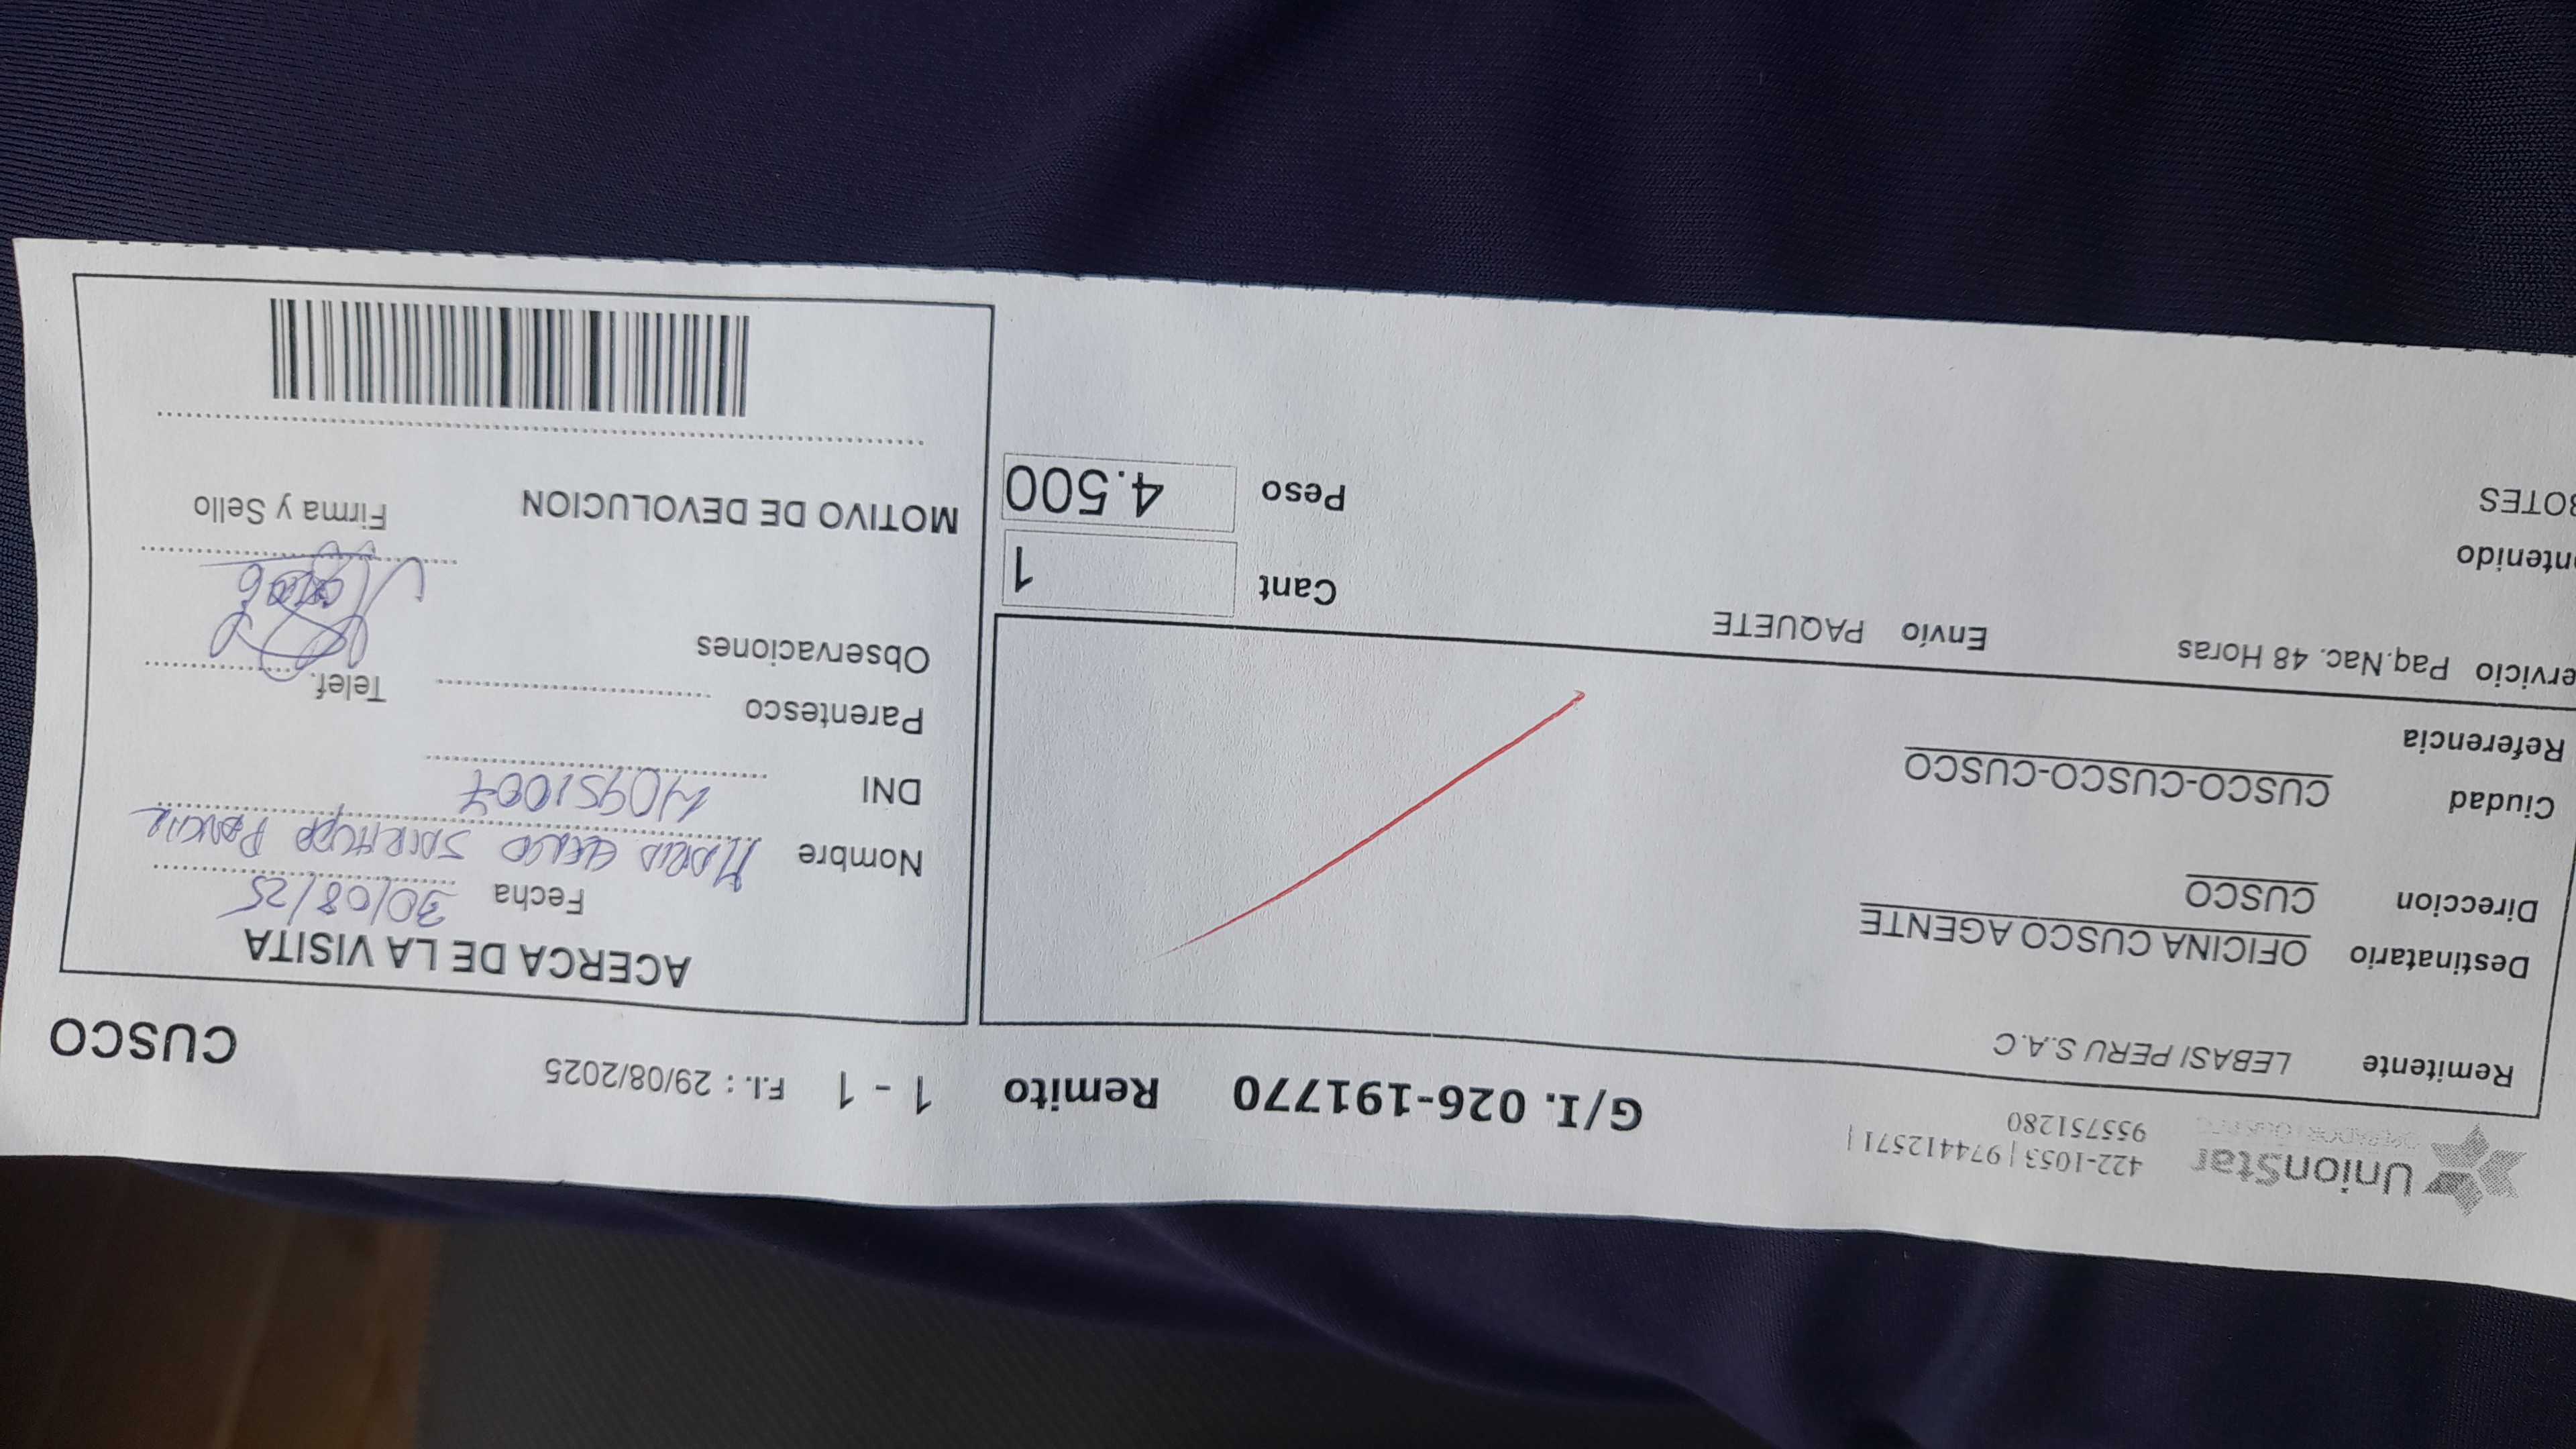 UnionStar
422-1053 | 974412571 |
955751280
G/I. 026-191770 Remito 1 - 1 F.I. : 29/08/2025 CUSCO
Remitente LEBASI PERU S.A.C
Destinatario OFICINA CUSCO AGENTE
Direccion CUSCO
Ciudad CUSCO-CUSCO-CUSCO
Referencia
ervicio Paq.Nac. 48 Horas Envío PAQUETE
ntenido
BOTES
Cant 1
Peso 4.500
ACERCA DE LA VISITA
Fecha 30/08/25
Nombre
DNI 40951007
Parentesco Telef.
Observaciones
Firma y Sello
MOTIVO DE DEVOLUCION